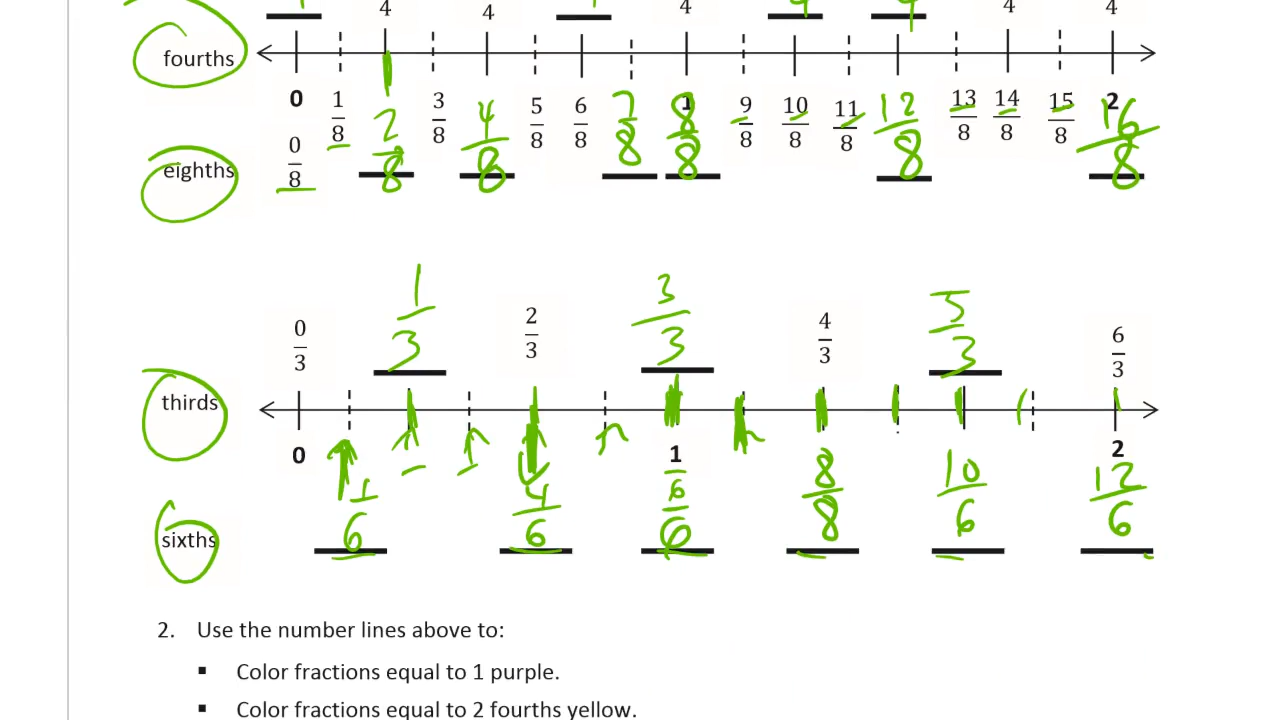 4 4 4 4 4 4 4
fourths
0 1 2
0/8 1/8 2/8 3/8 4/8 5/8 6/8 7/8 8/8 9/8 10/8 11/8 12/8 13/8 14/8 15/8 16/8
eighths
0/3 1/3 2/3 3/3 4/3 5/3 6/3
thirds
0 1 2
1/6 4/6 6/6 8/8 10/6 12/6
sixths
2. Use the number lines above to:
▪ Color fractions equal to 1 purple.
▪ Color fractions equal to 2 fourths yellow.